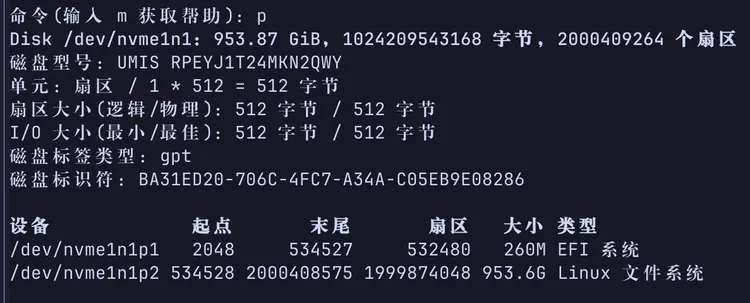 命令(输入 m 获取帮助): p
Disk /dev/nvme1n1: 953.87 GiB, 1024209543168 字节, 2000409264 个扇区
磁盘型号: UMIS RPEYJ1T24MKN2QWY
单元: 扇区 / 1 * 512 = 512 字节
扇区大小(逻辑/物理): 512 字节 / 512 字节
I/O 大小(最小/最佳): 512 字节 / 512 字节
磁盘标签类型: gpt
磁盘标识符: BA31ED20-706C-4FC7-A34A-C05EB9E08286
设备 起点 末尾 扇区 大小 类型
/dev/nvme1n1p1 2048 534527 532480 260M EFI 系统
/dev/nvme1n1p2 534528 2000408575 1999874048 953.6G Linux 文件系统